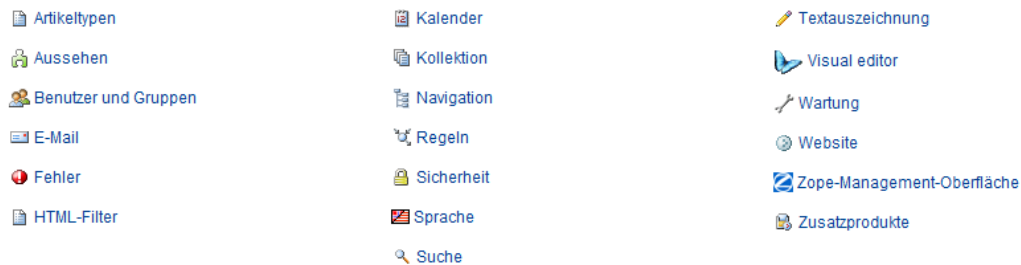 Artikeltypen
Aussehen
Benutzer und Gruppen
E-Mail
Fehler
HTML-Filter
Kalender
Kollektion
Navigation
Regeln
Sicherheit
Sprache
Suche
Textauszeichnung
Visual editor
Wartung
Website
Zope-Management-Oberfläche
Zusatzprodukte